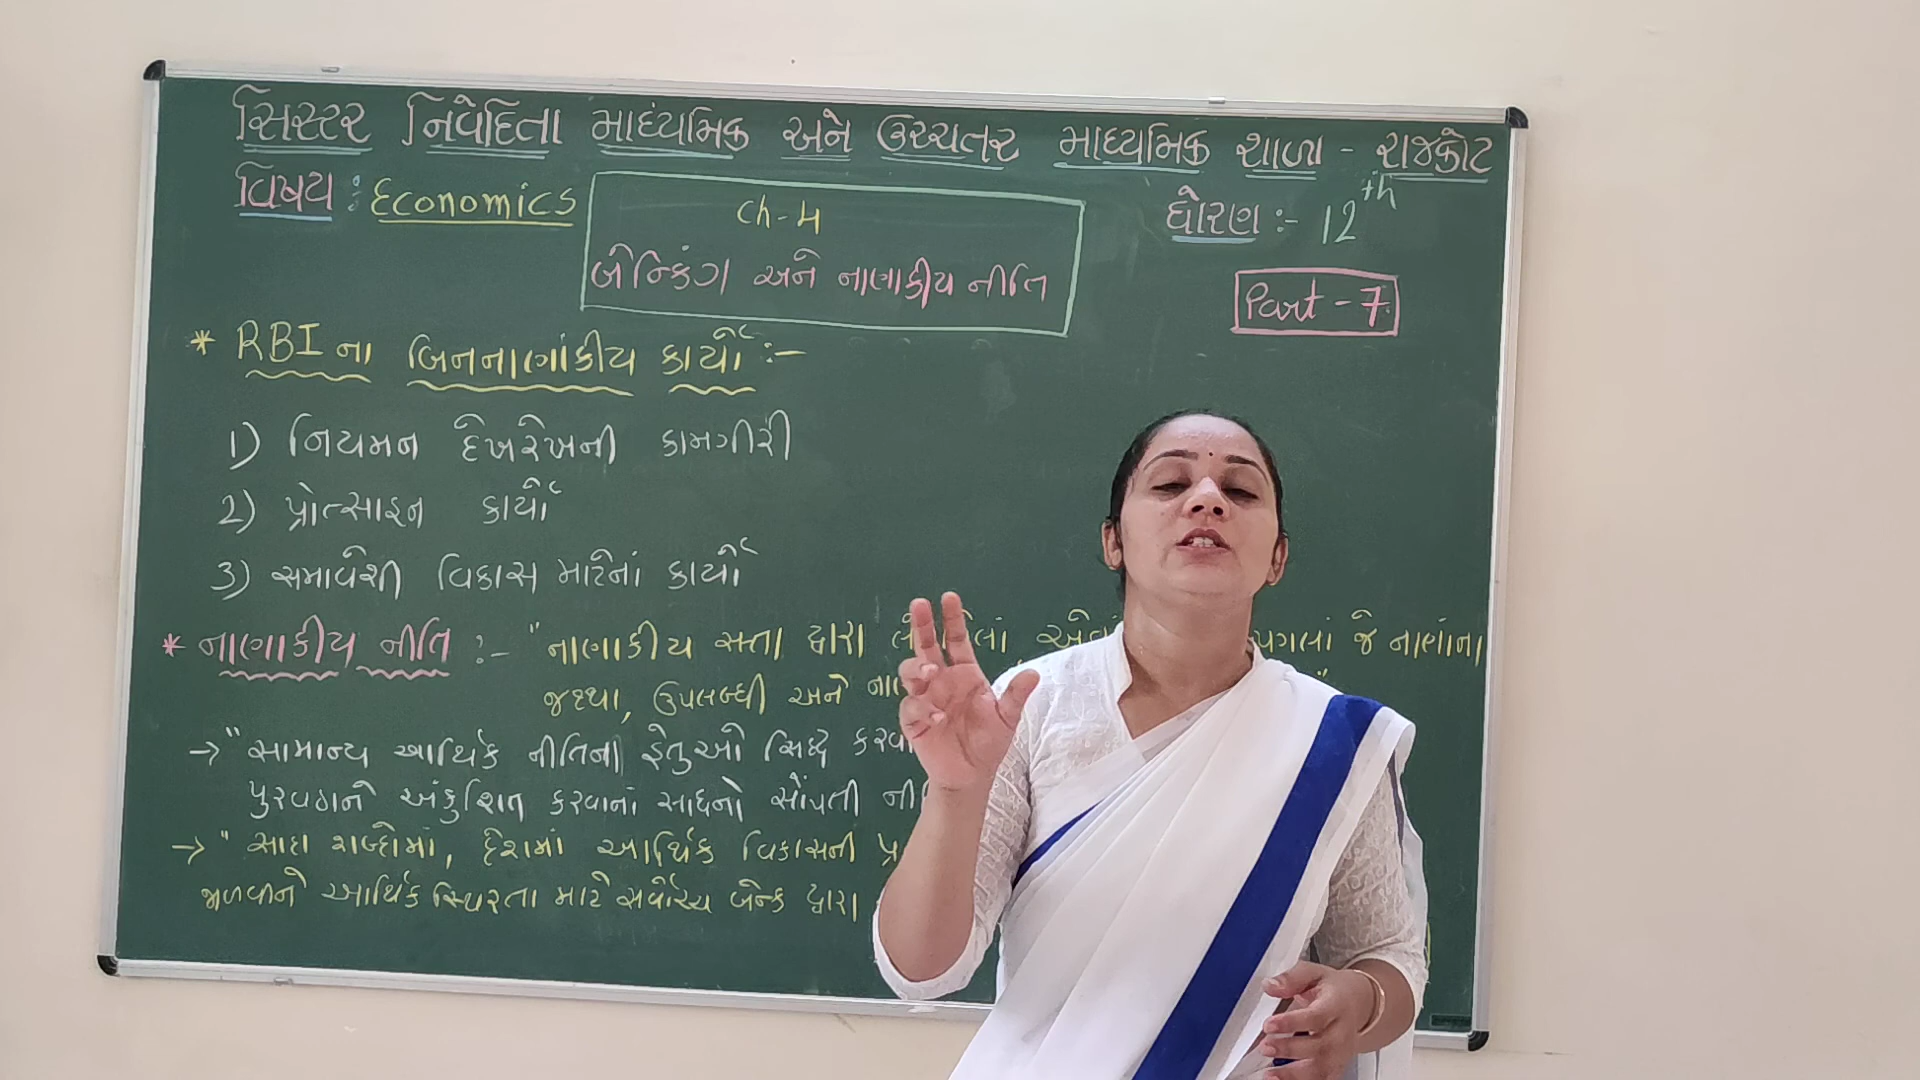 સિસ્ટર નિવેદિતા માધ્યમિક અને ઉચ્ચતર માધ્યમિક શાળા - રાજકોટ
વિષય : Economics
Ch-4
ધોરણ :- 12th
બેન્કિંગ અને નાણાકીય નીતિ
Part - 7
* RBI ના બિનનાણાંકીય કાર્યો :-
1) નિયમન દેખરેખની કામગીરી
2) પ્રોત્સાહન કાર્યો
3) સમાવેશી વિકાસ માટેનાં કાર્યો
* નાણાકીય નીતિ :- "નાણાકીય સત્તા દ્વારા પગલાં જે નાણાંના
જથ્થા, ઉપલબ્ધી અને
→ "સામાન્ય આર્થિક નીતિના હેતુઓ સિદ્ધ
પુરવઠાને અંકુશિત કરવાનાં સાધનો સોંપતી
→ "સાદા શબ્દોમાં, દેશમાં આર્થિક વિકાસની
જાળવીને આર્થિક સ્થિરતા માટે સર્વોચ્ચ બેન્ક દ્વારા